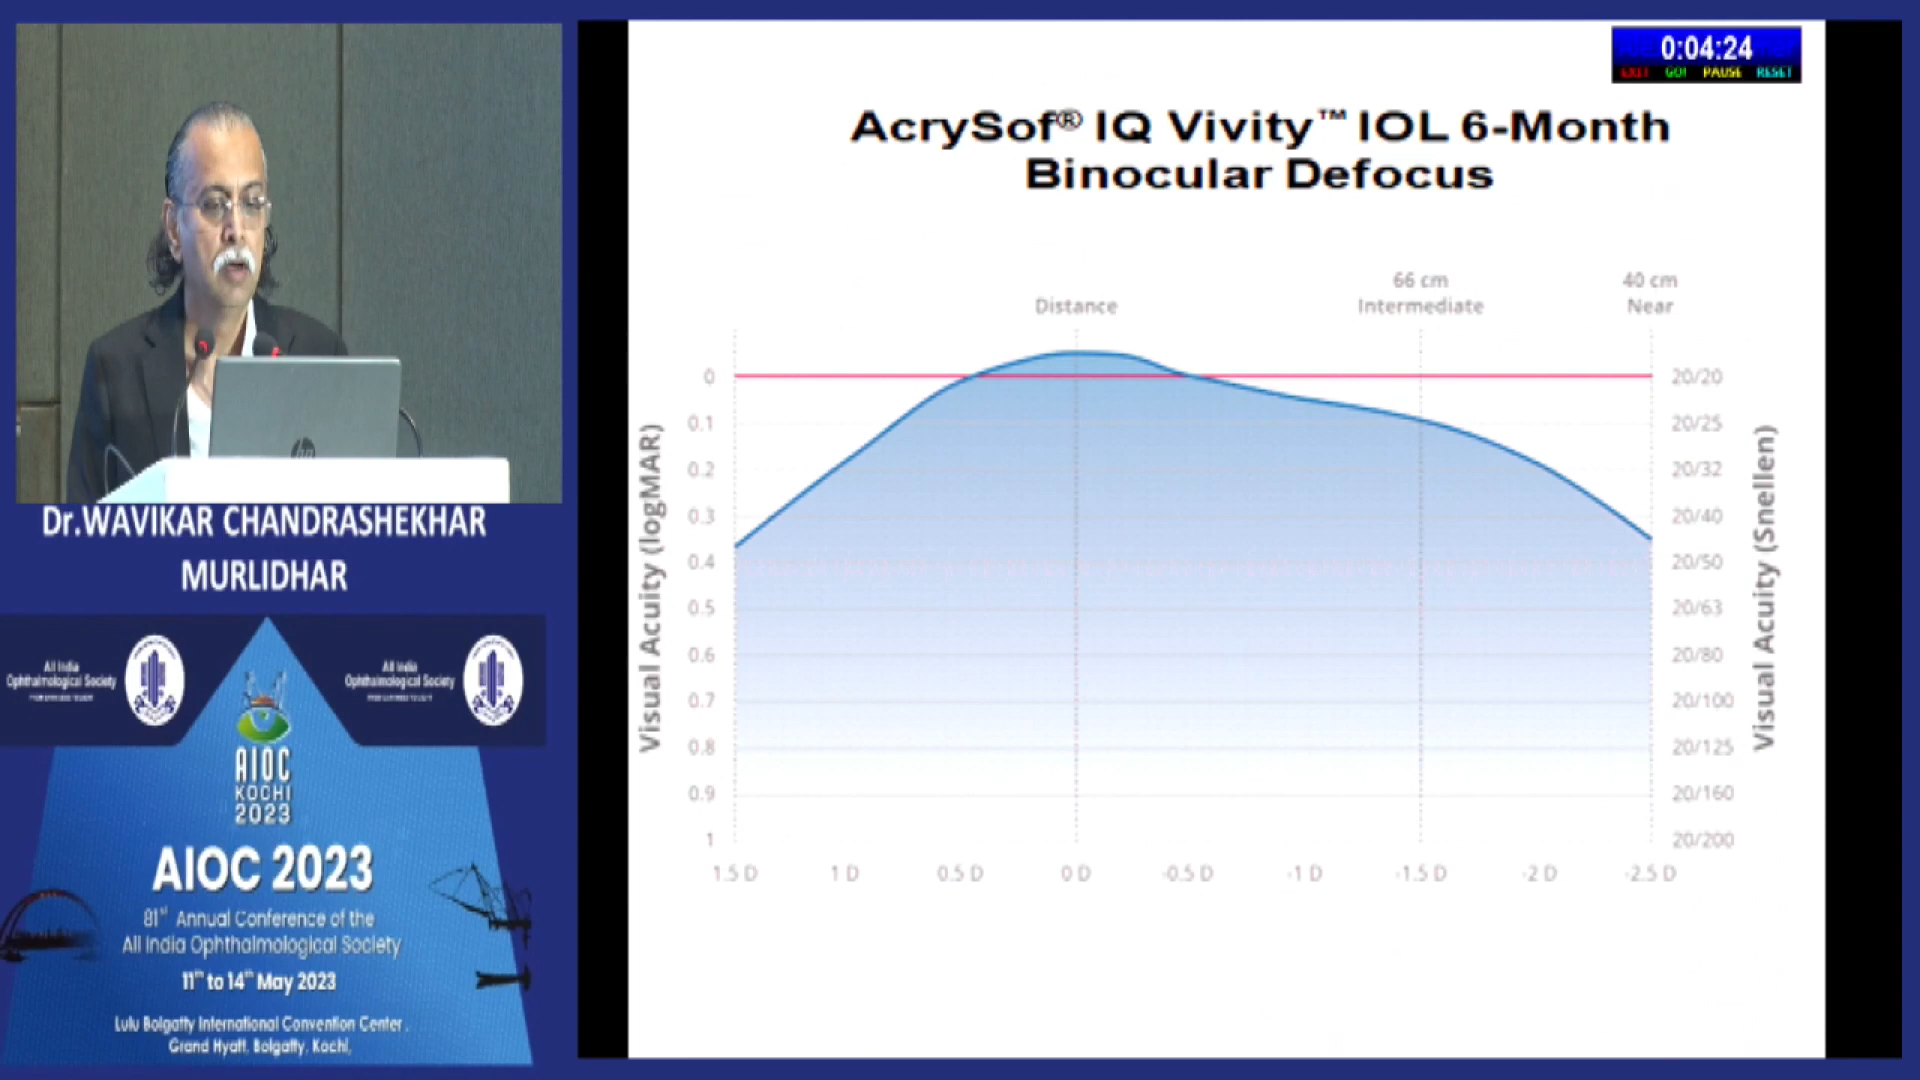 0:04:24
EXIT GO! PAUSE RESET
AcrySof® IQ Vivity™ IOL 6-Month
Binocular Defocus
66 cm
40 cm
Distance
Intermediate
Near
Visual Acuity (logMAR)
0
0.1
0.2
0.3
0.4
0.5
0.6
0.7
0.8
0.9
1
20/20
20/25
20/32
20/40
20/50
20/63
20/80
20/100
20/125
20/160
20/200
Visual Acuity (Snellen)
1.5 D
1 D
0.5 D
0 D
-0.5 D
-1 D
-1.5 D
-2 D
-2.5 D
hp
Dr.WAVIKAR CHANDRASHEKHAR
MURLIDHAR
All India
Ophthalmological Society
All India
Ophthalmological Society
AIOC
KOCHI
2023
AIOC 2023
81st Annual Conference of the
All India Ophthalmological Society
11th to 14th May 2023
Lulu Bolgatty International Convention Center,
Grand Hyatt, Bolgatty, Kochi,